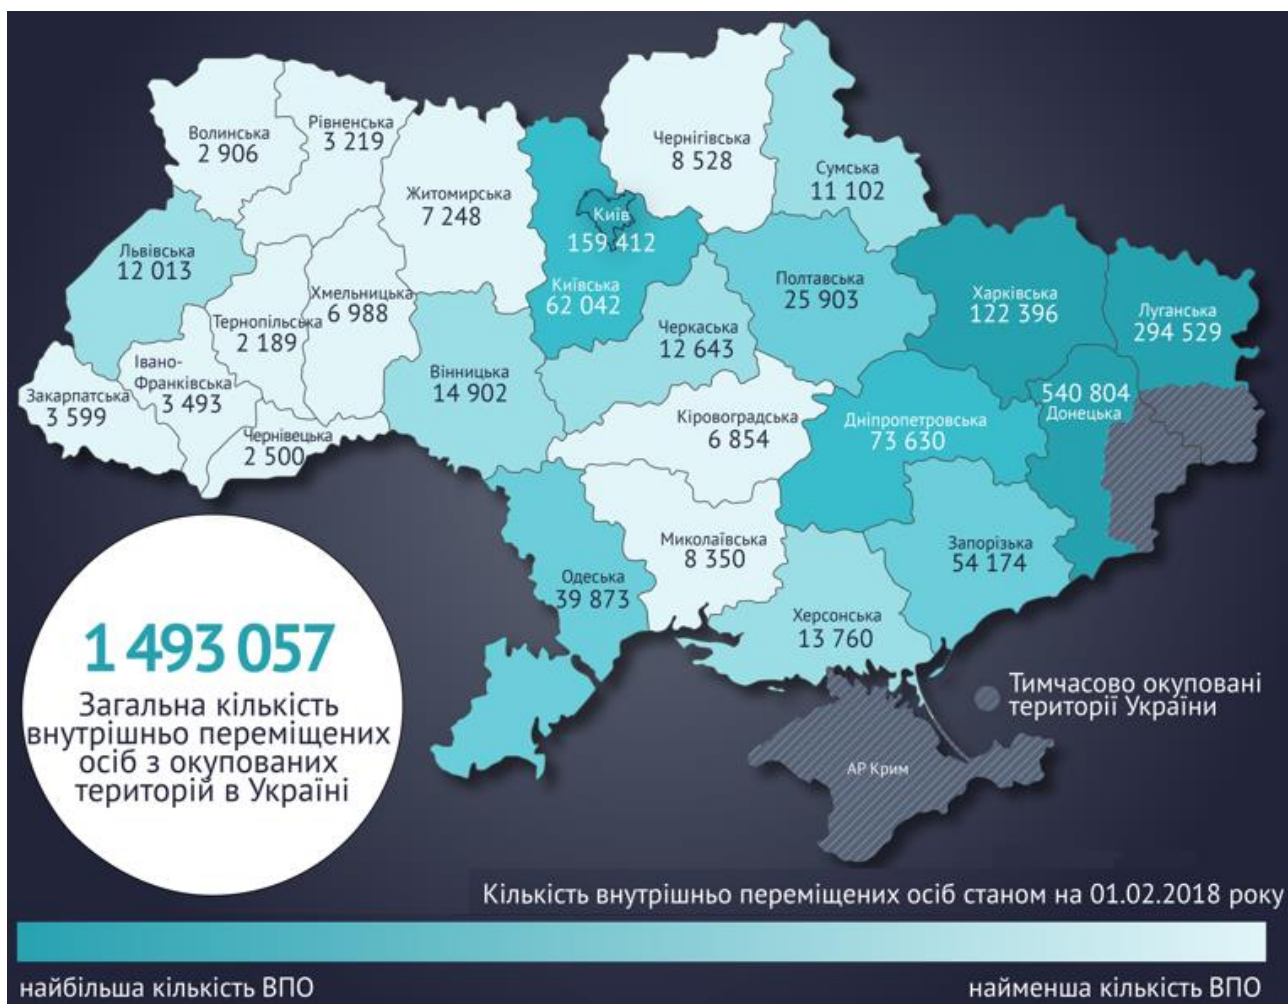 Волинська
2 906
Рівненська
3 219
Житомирська
7 248
Київ
159 412
Київська
62 042
Чернігівська
8 528
Сумська
11 102
Львівська
12 013
Тернопільська
2 189
Хмельницька
6 988
Івано-
Франківська
3 493
Закарпатська
3 599
Чернівецька
2 500
Вінницька
14 902
Черкаська
12 643
Полтавська
25 903
Харківська
122 396
Луганська
294 529
540 804
Донецька
Кіровоградська
6 854
Дніпропетровська
73 630
Миколаївська
8 350
Одеська
39 873
Запорізька
54 174
Херсонська
13 760
АР Крим
Тимчасово окуповані
території України
1 493 057
Загальна кількість
внутрішньо переміщених
осіб з окупованих
територій в Україні
Кількість внутрішньо переміщених осіб станом на 01.02.2018 року
найбільша кількість ВПО
найменша кількість ВПО